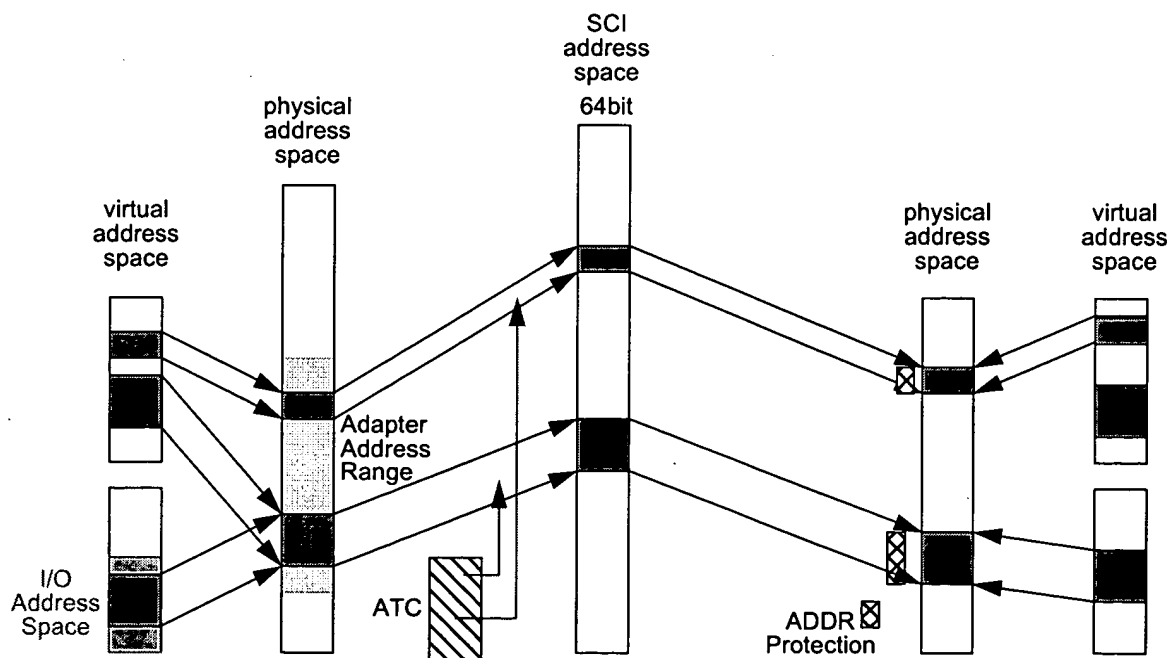 SCI
address
space
64bit
physical
address
space
virtual
address
space
physical
address
space
virtual
address
space
Adapter
Address
Range
I/O
Address
Space
ATC
ADDR
Protection